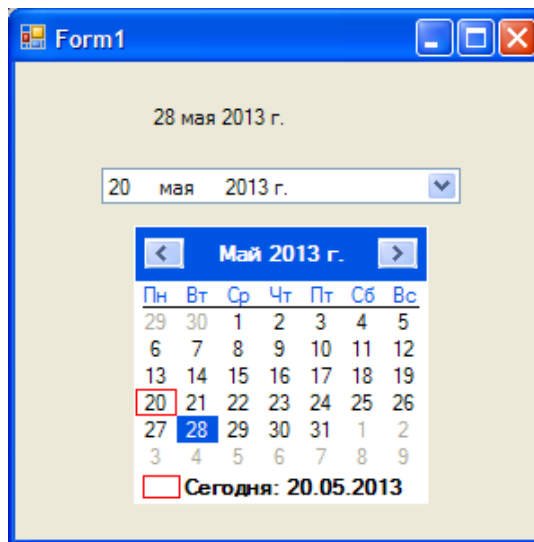 Form1
28 мая 2013 г.
20 мая 2013 г.
Май 2013 г.
Пн Вт Ср Чт Пт Сб Вс
29 30 1 2 3 4 5
6 7 8 9 10 11 12
13 14 15 16 17 18 19
20 21 22 23 24 25 26
27 28 29 30 31 1 2
3 4 5 6 7 8 9
Сегодня: 20.05.2013